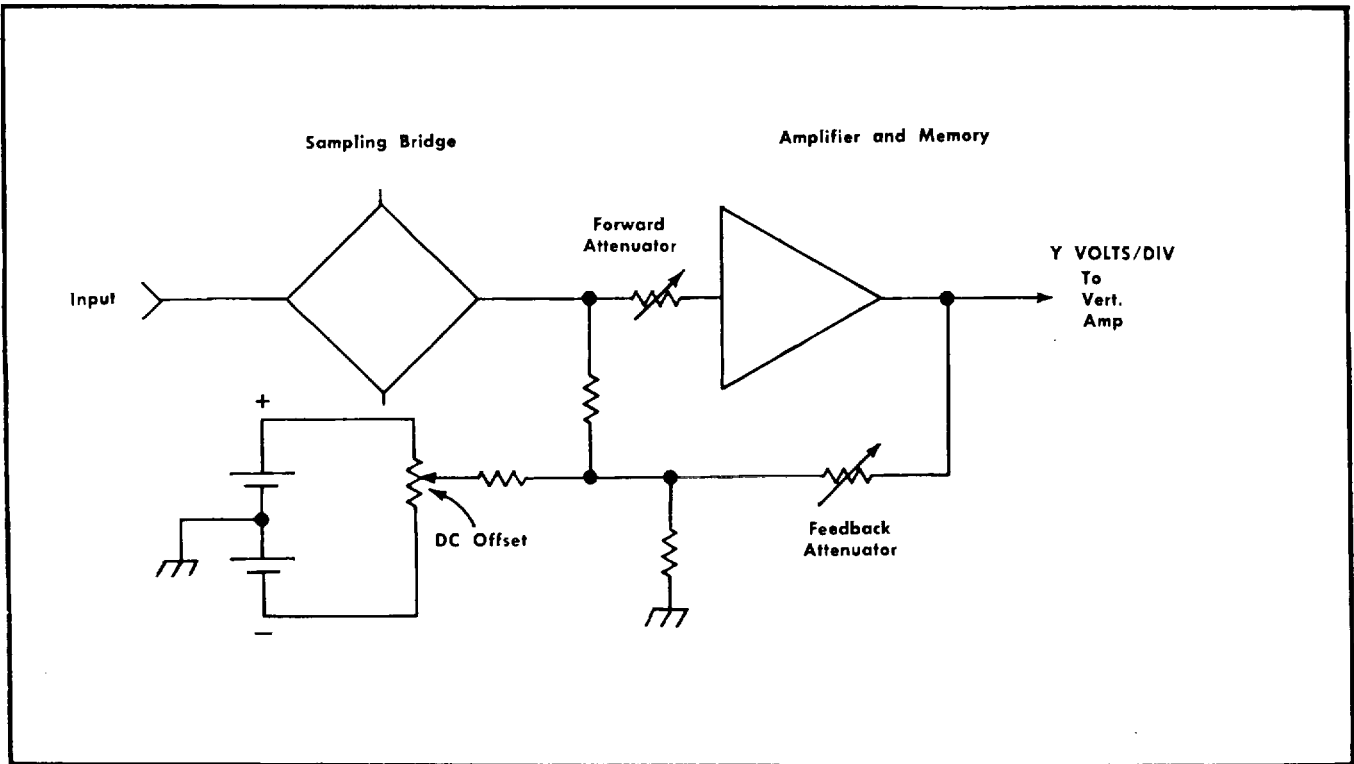 Sampling Bridge
Amplifier and Memory
Forward
Attenuator
Y VOLTS/DIV
To
Vert.
Amp
Input
+
DC Offset
Feedback
Attenuator
−